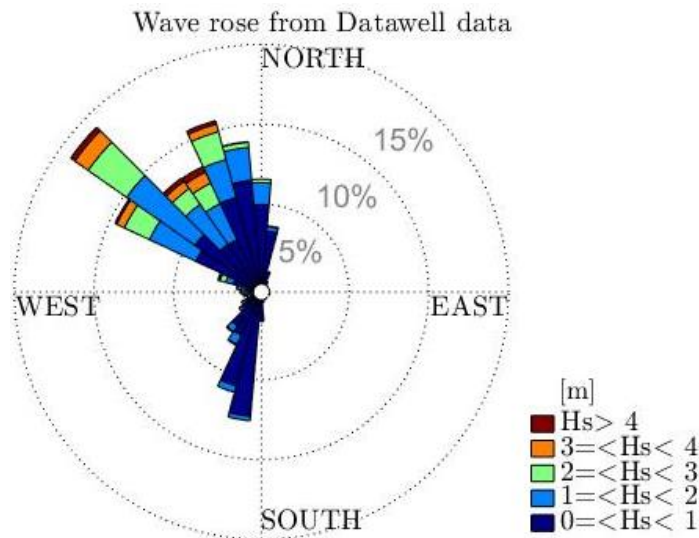 Wave rose from Datawell data
NORTH
15%
10%
5%
WEST
EAST
[m]
Hs> 4
3=<Hs< 4
2=<Hs< 3
1=<Hs< 2
0=<Hs< 1
SOUTH